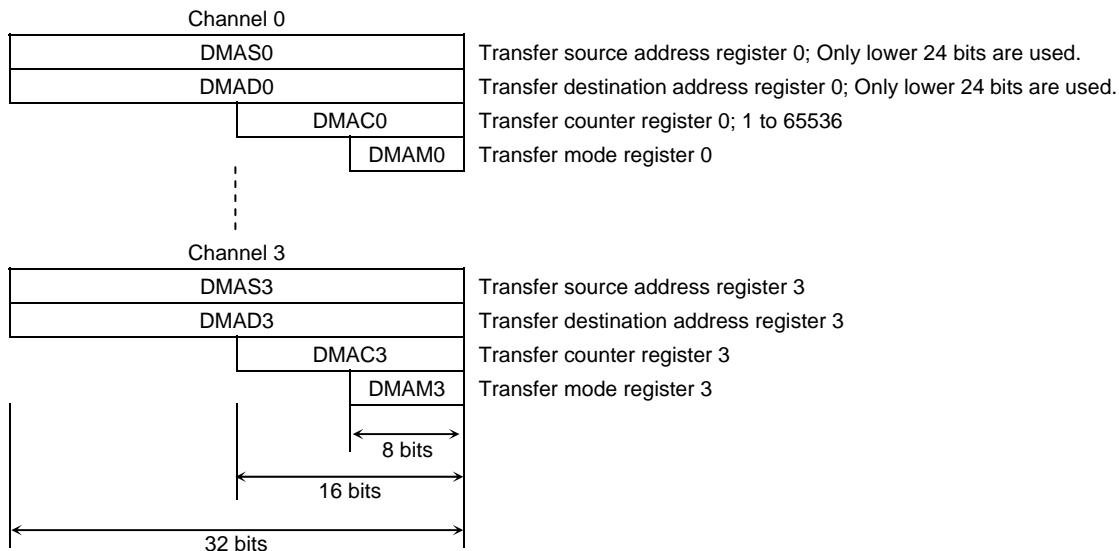 Channel 0
DMAS0 Transfer source address register 0; Only lower 24 bits are used.
DMAD0 Transfer destination address register 0; Only lower 24 bits are used.
DMAC0 Transfer counter register 0; 1 to 65536
DMAM0 Transfer mode register 0
Channel 3
DMAS3 Transfer source address register 3
DMAD3 Transfer destination address register 3
DMAC3 Transfer counter register 3
DMAM3 Transfer mode register 3
8 bits
16 bits
32 bits